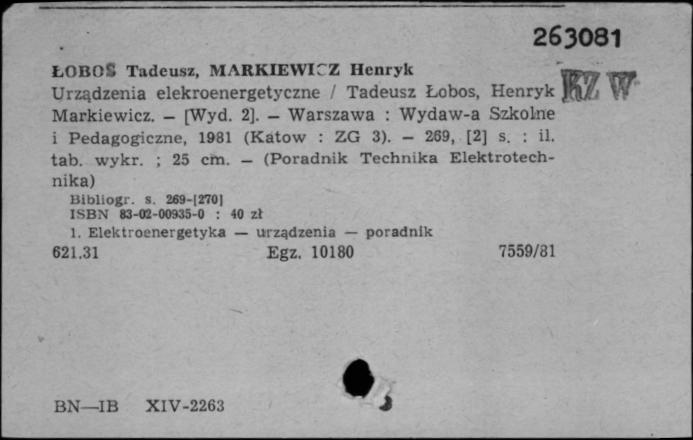 263081
ŁOBOS Tadeusz, MARKIEWICZ Henryk
Urządzenia elekroenergetyczne / Tadeusz Łobos, Henryk
RZ W
Markiewicz. — [Wyd. 2]. — Warszawa : Wydaw-a Szkolne
i Pedagogiczne, 1981 (Katow : ZG 3). — 269, [2] s. : il.
tab. wykr. ; 25 cm. — (Poradnik Technika Elektrotech-
nika)
Bibliogr. s. 269-[270]
ISBN 83-02-00935-0 : 40 zł
1. Elektroenergetyka — urządzenia — poradnik
621.31 Egz. 10180 7559/81
BN—IB XIV-2263